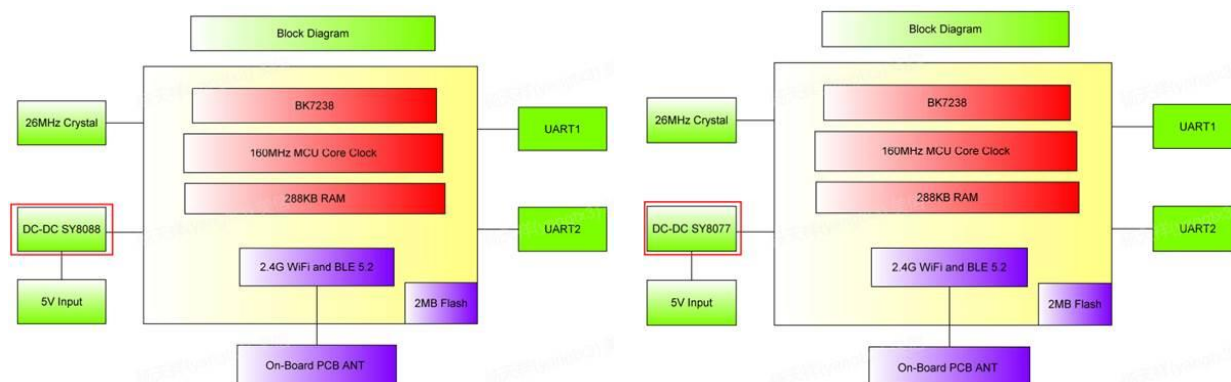 Block Diagram
BK7238
26MHz Crystal
UART1
160MHz MCU Core Clock
288KB RAM
DC-DC SY8088
UART2
2.4G WiFi and BLE 5.2
5V Input
2MB Flash
On-Board PCB ANT
Block Diagram
BK7238
26MHz Crystal
UART1
160MHz MCU Core Clock
288KB RAM
DC-DC SY8077
UART2
2.4G WiFi and BLE 5.2
5V Input
2MB Flash
On-Board PCB ANT